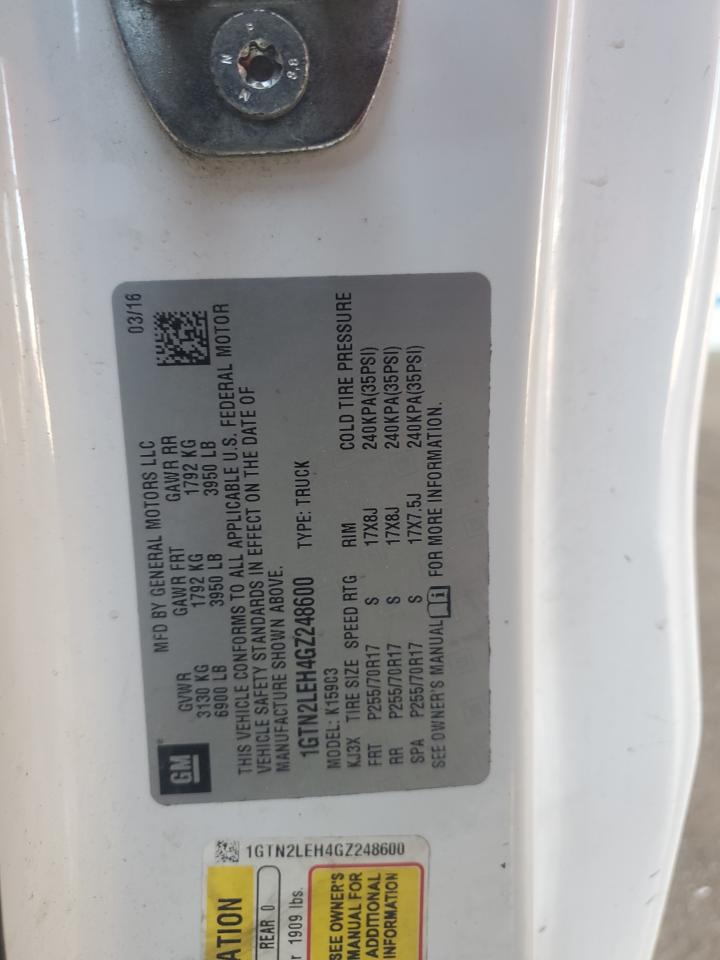 M N 8.8
MFD BY GENERAL MOTORS LLC 03/16
GVWR GAWR FRT GAWR RR
3130 KG 1792 KG 1792 KG
6900 LB 3950 LB 3950 LB
THIS VEHICLE CONFORMS TO ALL APPLICABLE U.S. FEDERAL MOTOR
VEHICLE SAFETY STANDARDS IN EFFECT ON THE DATE OF
MANUFACTURE SHOWN ABOVE.
GM
1GTN2LEH4GZ248600 TYPE: TRUCK
MODEL: K15903
KJ3X TIRE SIZE SPEED RTG RIM COLD TIRE PRESSURE
FRT P255/70R17 S 17X8J 240KPA(35PSI)
RR P255/70R17 S 17X8J 240KPA(35PSI)
SPA P255/70R17 S 17X7.5J 240KPA(35PSI)
SEE OWNER'S MANUAL FOR MORE INFORMATION.
1GTN2LEH4GZ248600
ATION
REAR 0
r 1909 lbs.
SEE OWNER'S
MANUAL FOR
ADDITIONAL
INFORMATION